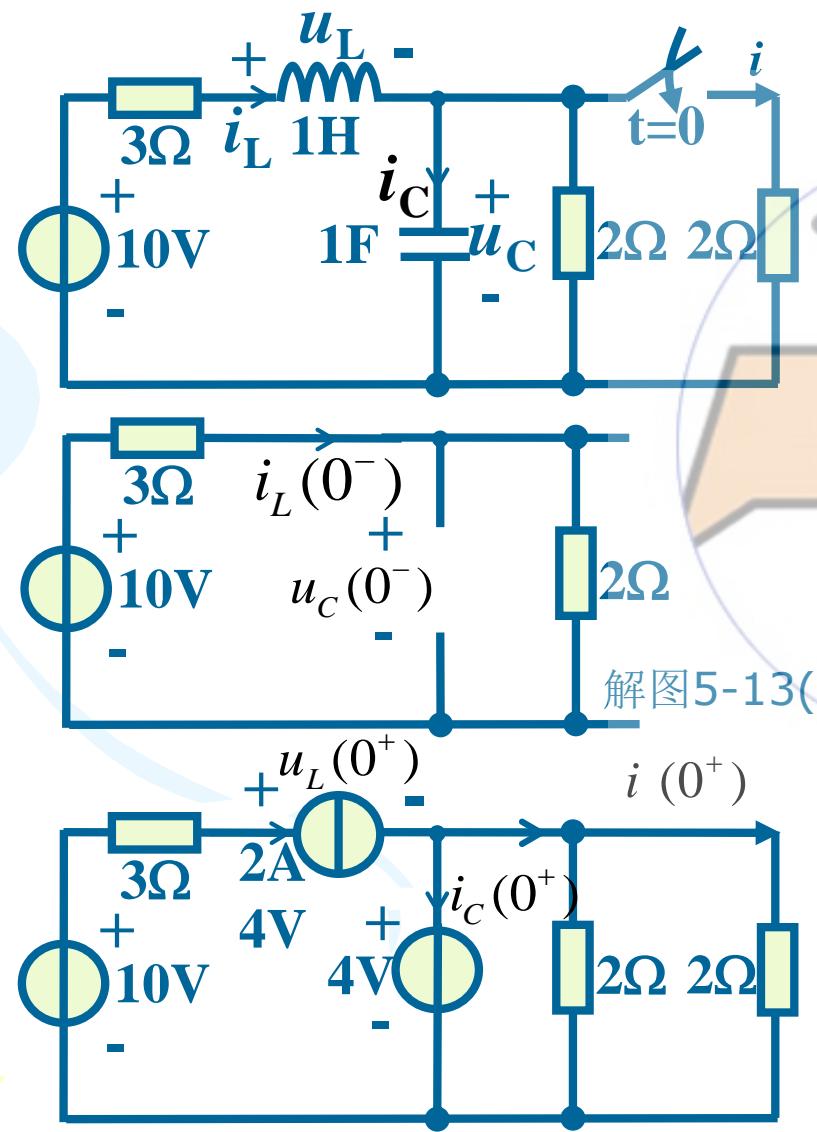 + u_L -
3Ω i_L 1H t=0 i
i_C
+ 10V - 1F + u_C - 2Ω 2Ω
3Ω i_L(0⁻)
+ 10V - + u_C(0⁻) - 2Ω
解图5-13(
+ u_L(0⁺) - i (0⁺)
3Ω 2A i_C(0⁺)
4V
+ 10V - + 4V - 2Ω 2Ω